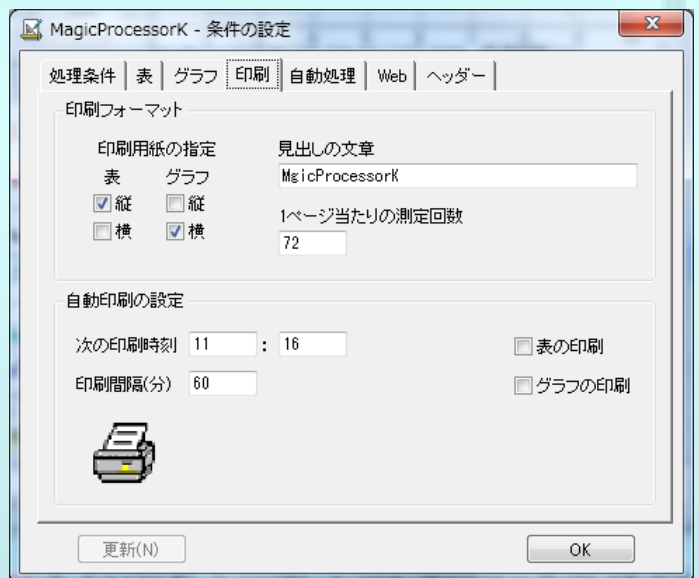 MagicProcessorK - 条件の設定
処理条件 表 グラフ 印刷 自動処理 Web ヘッダー
印刷フォーマット
印刷用紙の指定 見出しの文章
表 グラフ MgicProcessorK
縦 縦
横 横
1ページ当たりの測定回数
72
自動印刷の設定
次の印刷時刻 11 : 16 表の印刷
印刷間隔(分) 60 グラフの印刷
更新(N) OK